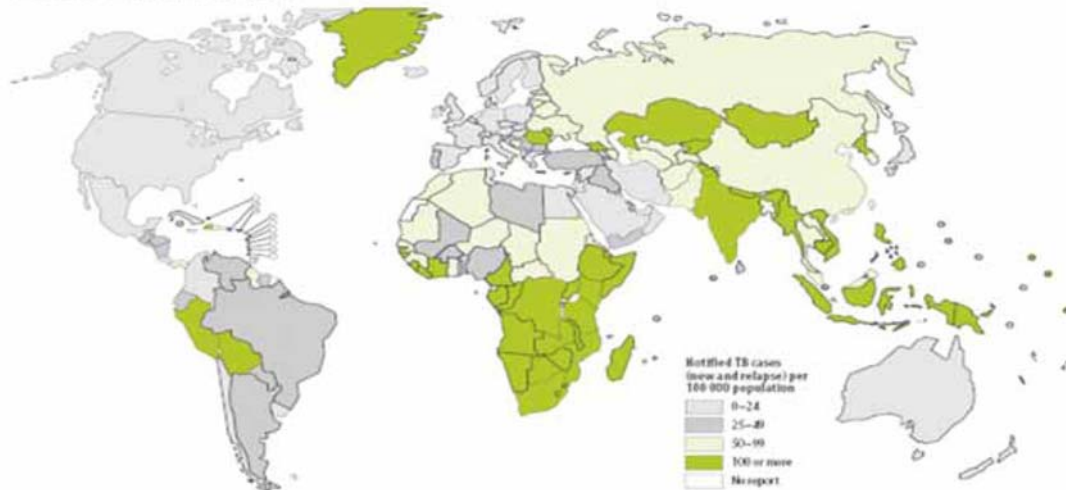 Notified TB cases
(new and relapse) per
100 000 population
0–24
25–49
50–99
100 or more
No report